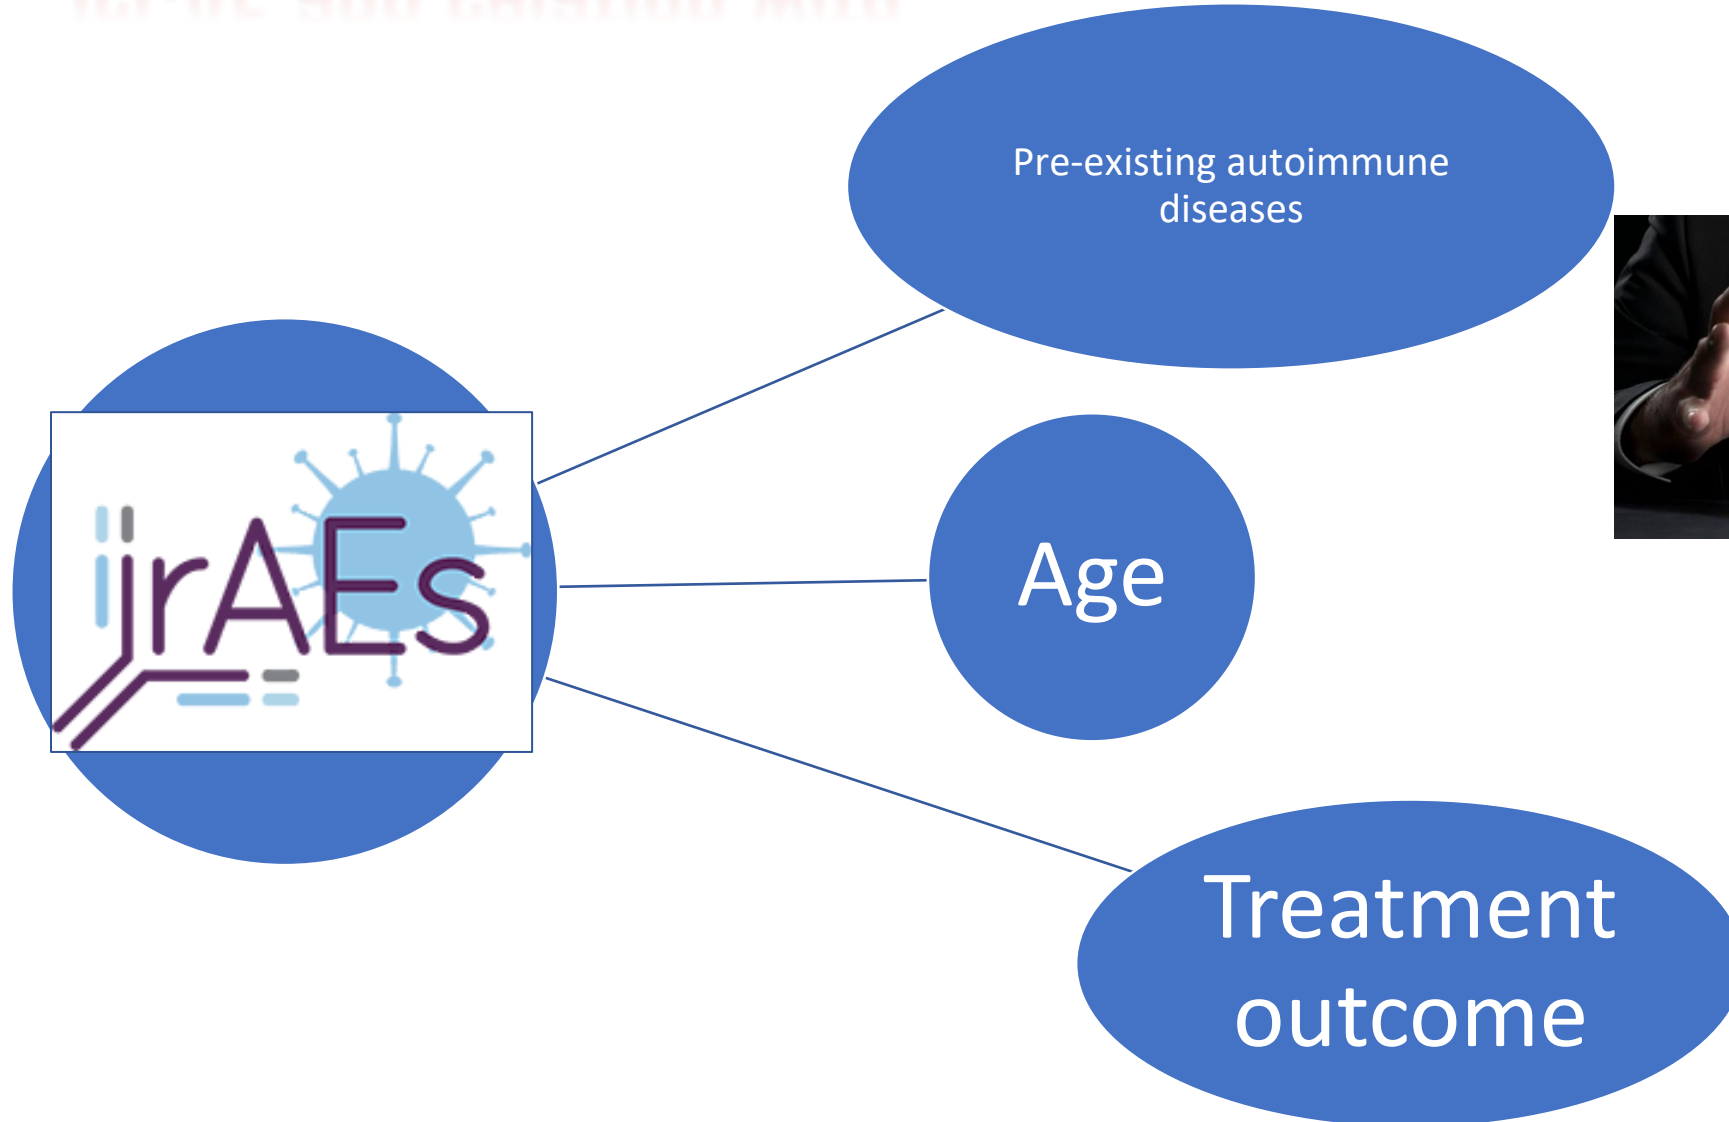 Pre-existing autoimmune
diseases
irAEs
Age
Treatment
outcome